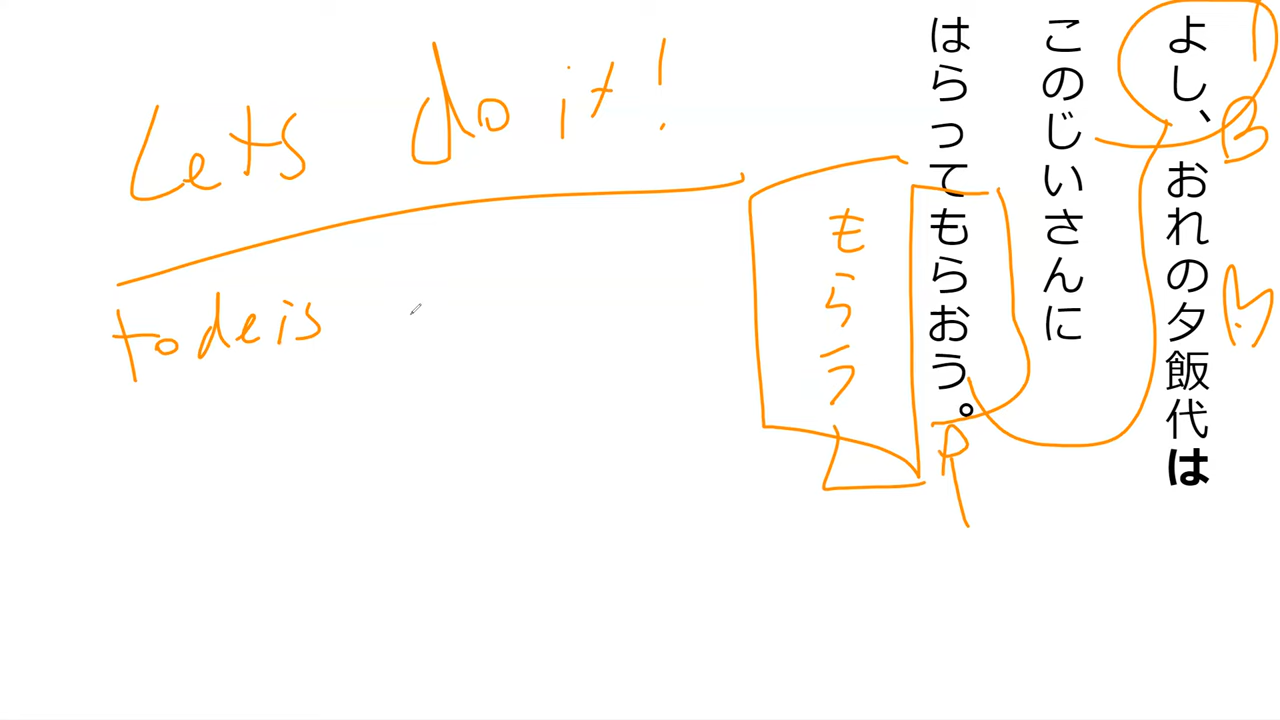 よし、おれの夕飯代は
このじいさんに
はらってもらおう。
もらう
Lets do it!
todeis
B
R